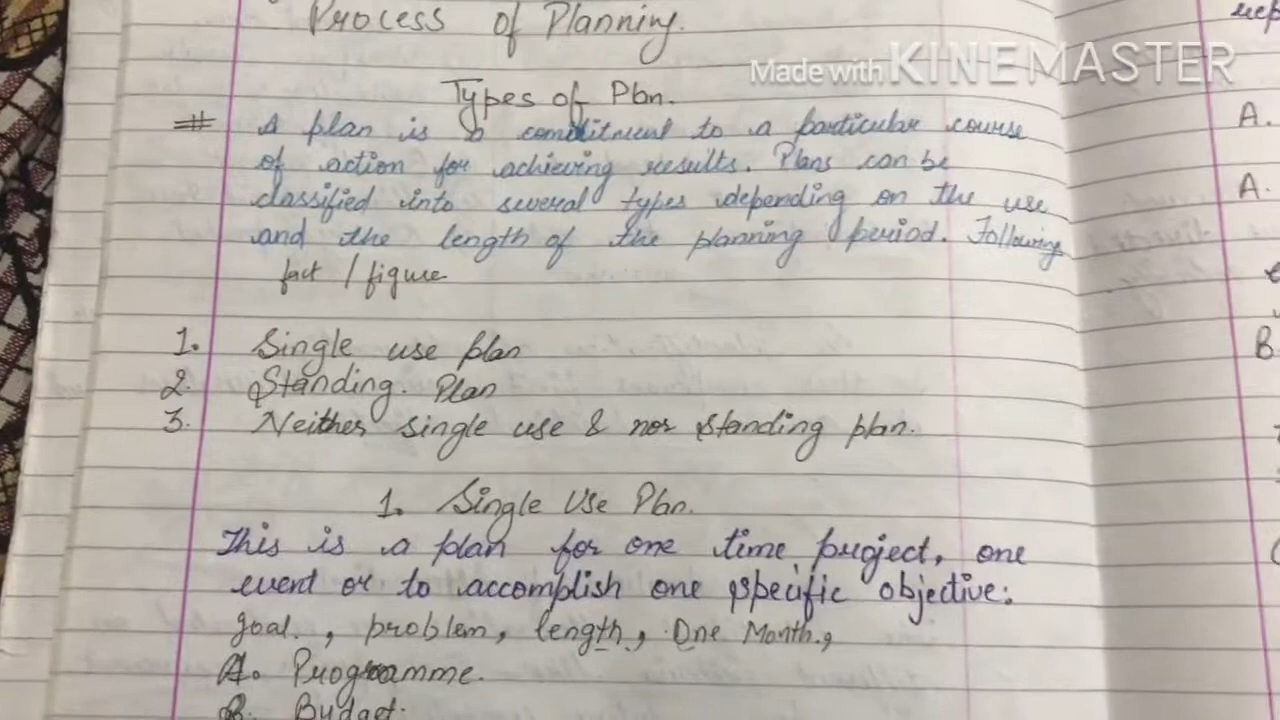 Process of Planning.
Made with KINEMASTER
Types of Plan.
# A plan is a comitment to a particular course
of action for achieving results. Plans can be
classified into several types depending on the use
and the length of the planning period. Following
fact / figure
1. Single use plan
2. Standing. Plan
3. Neither single use & nor standing plan.
1. Single Use Plan.
This is a plan for one time project, one
event or to accomplish one specific objective:
goal, problem, length, One Month,
A. Programme.
B. Budget.
A.
A.
B